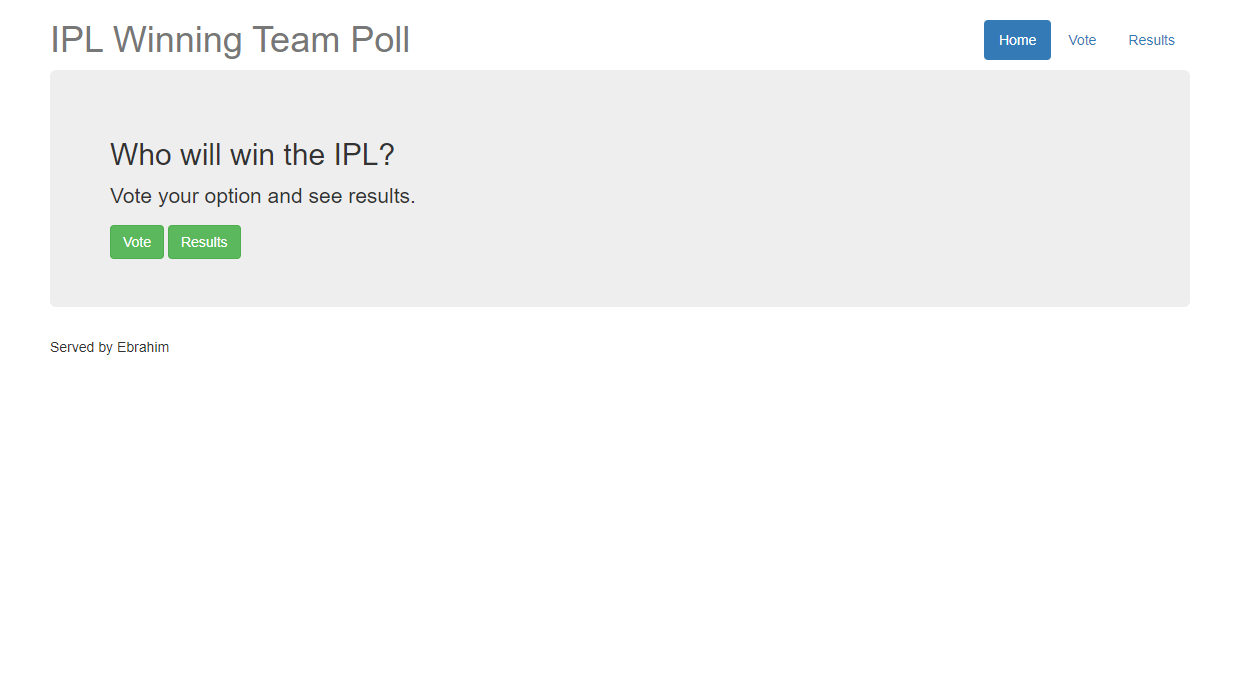 IPL Winning Team Poll
Home Vote Results
Who will win the IPL?
Vote your option and see results.
Vote Results
Served by Ebrahim